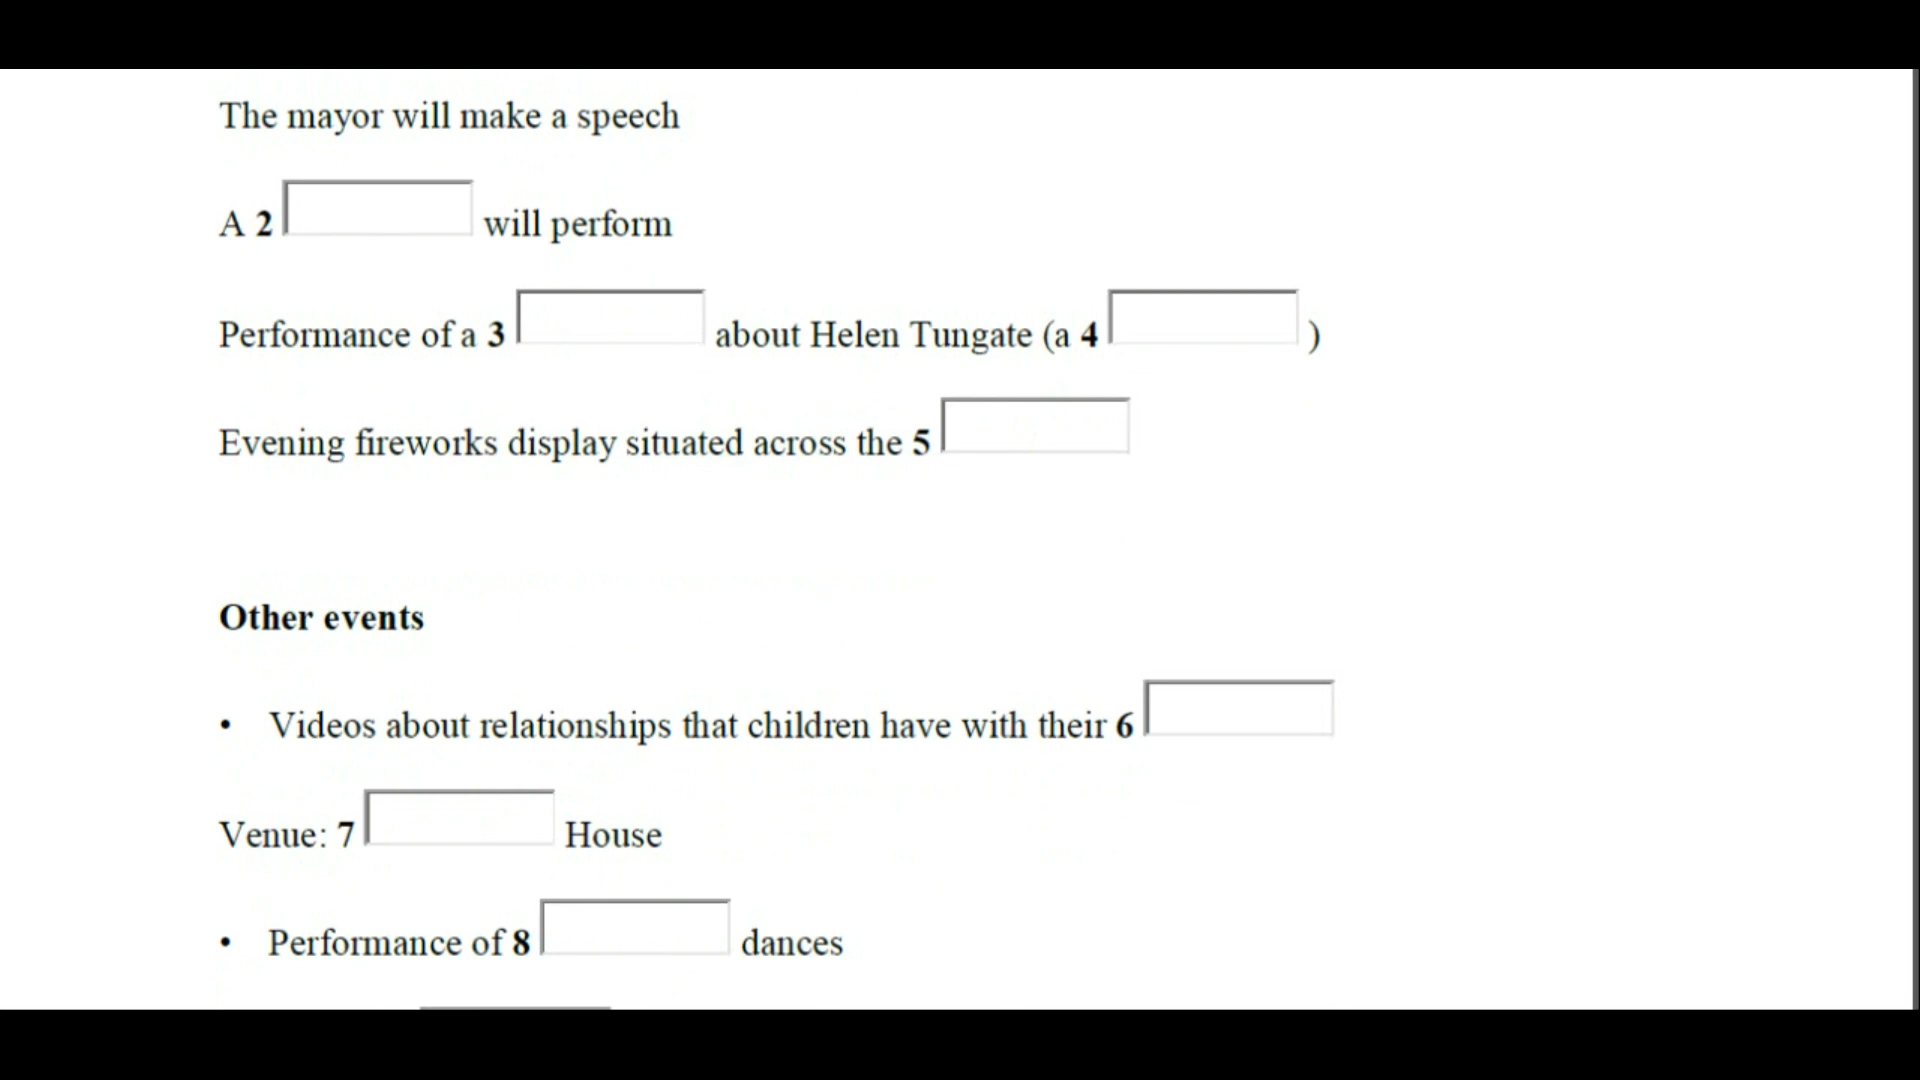 The mayor will make a speech
A 2 will perform
Performance of a 3 about Helen Tungate (a 4 )
Evening fireworks display situated across the 5
Other events
• Videos about relationships that children have with their 6
Venue: 7 House
• Performance of 8 dances